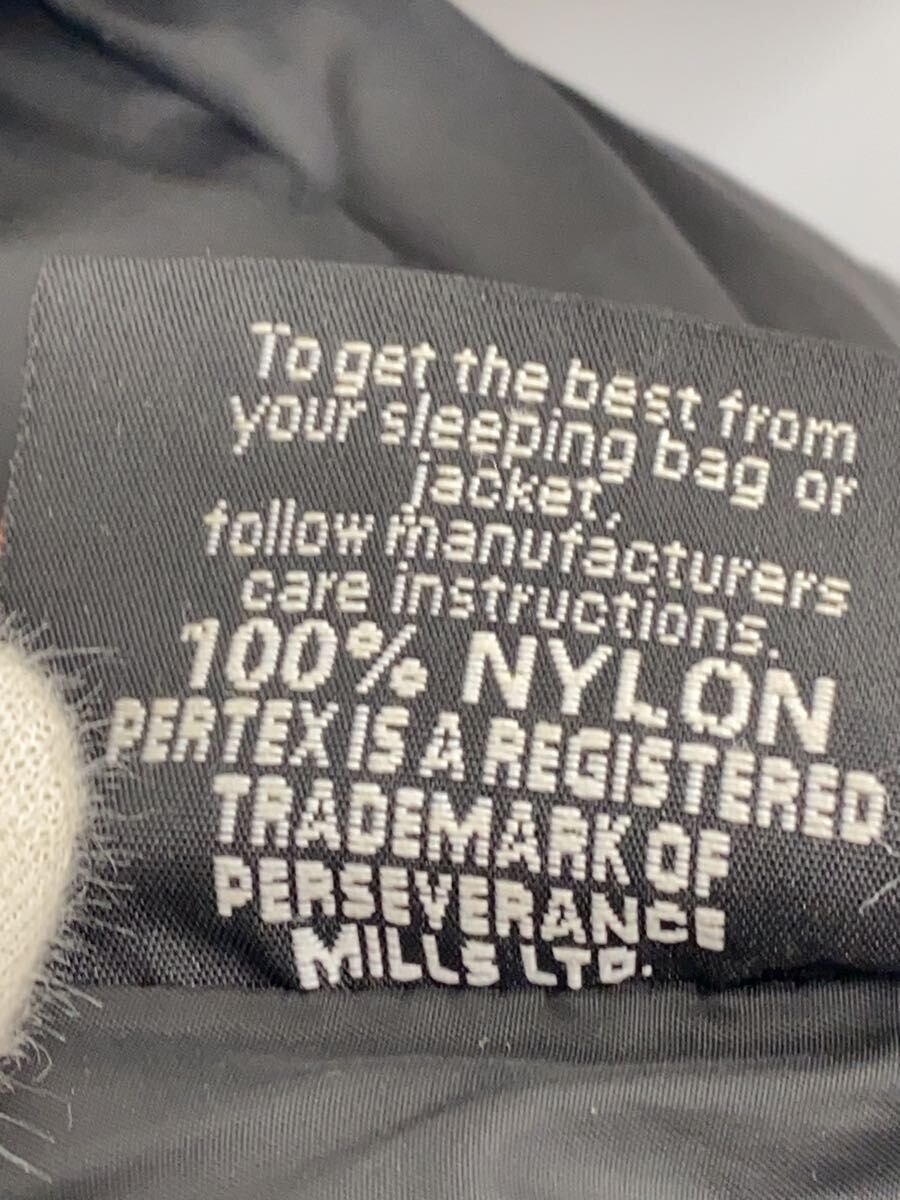 To get the best from
your sleeping bag or
jacket,
follow manufacturers
care instructions.
100% NYLON
PERTEX IS A REGISTERED
TRADEMARK OF
PERSEVERANCE
MILLS LTD.